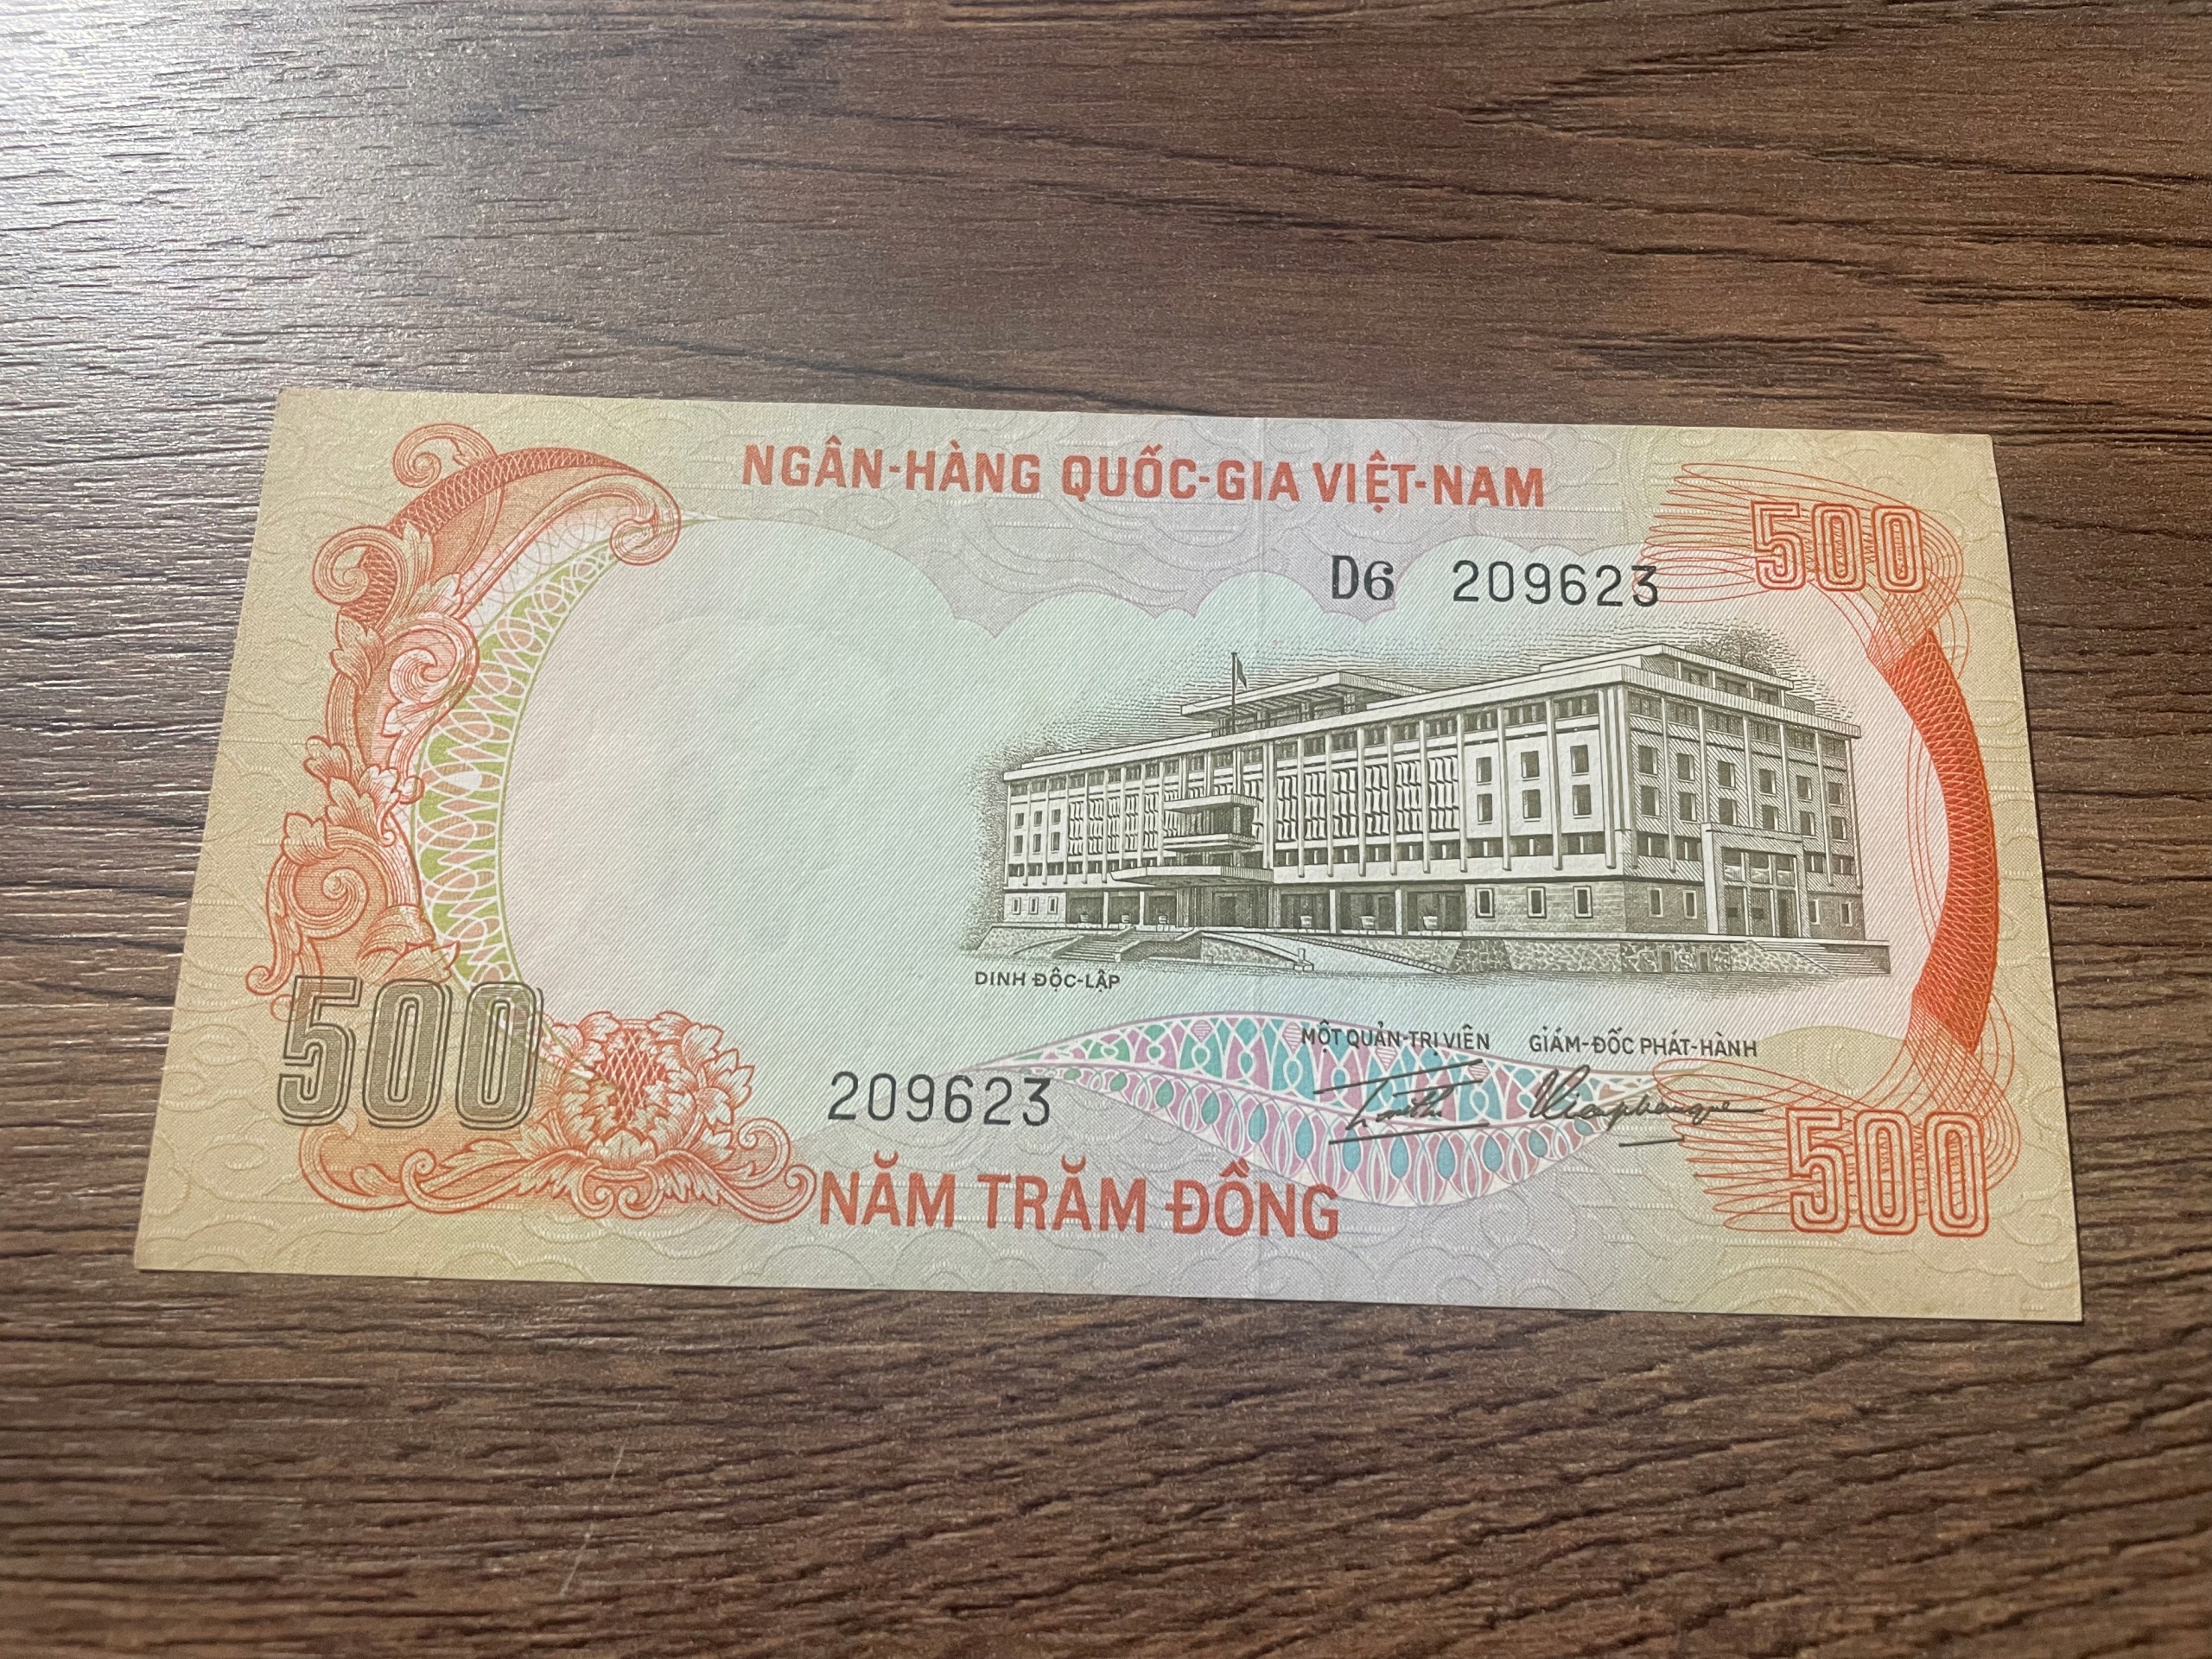 NGÂN-HÀNG QUỐC-GIA VIỆT-NAM
500
D6 209623
DINH ĐỘC-LẬP
500
MỘT QUẢN-TRỊ VIÊN
GIÁM-ĐỐC PHÁT-HÀNH
209623
500
NĂM TRĂM ĐỒNG